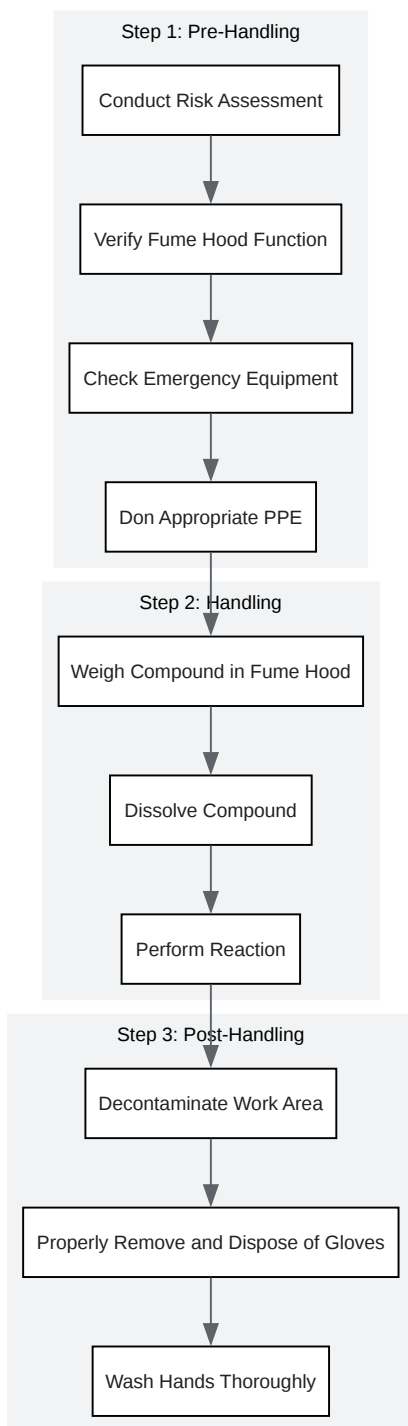 Step 1: Pre-Handling
Conduct Risk Assessment
Verify Fume Hood Function
Check Emergency Equipment
Don Appropriate PPE
Step 2: Handling
Weigh Compound in Fume Hood
Dissolve Compound
Perform Reaction
Step 3: Post-Handling
Decontaminate Work Area
Properly Remove and Dispose of Gloves
Wash Hands Thoroughly